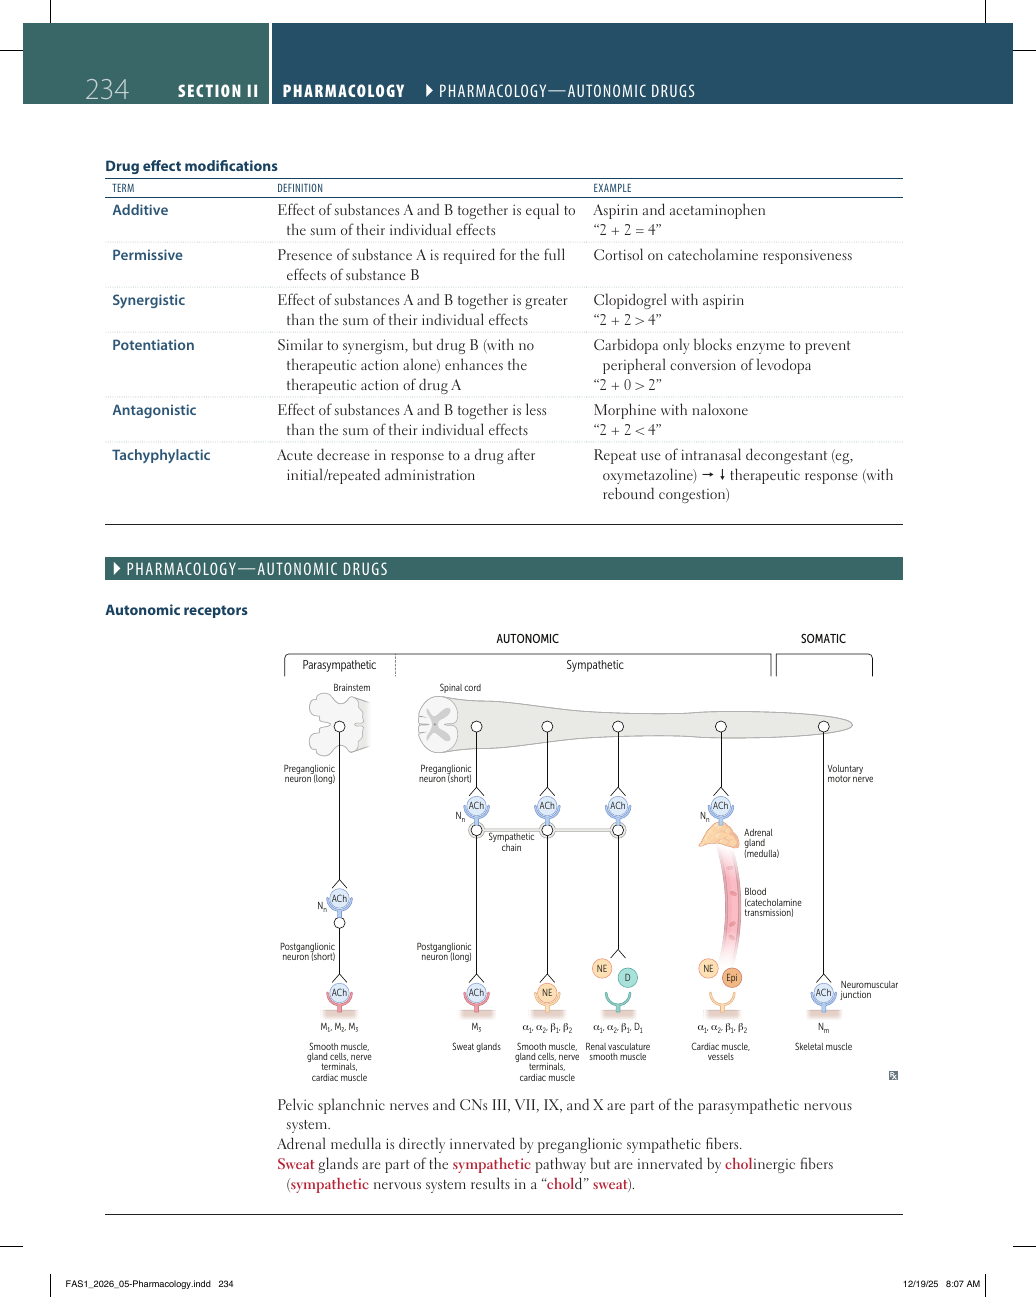 234 SECTION II PHARMACOLOGY PHARMACOLOGY—AUTONOMIC DRUGS
Drug effect modifications
TERM DEFINITION EXAMPLE
Additive Effect of substances A and B together is equal to Aspirin and acetaminophen
the sum of their individual effects “2 + 2 = 4”
Permissive Presence of substance A is required for the full Cortisol on catecholamine responsiveness
effects of substance B
Synergistic Effect of substances A and B together is greater Clopidogrel with aspirin
than the sum of their individual effects “2 + 2 > 4”
Potentiation Similar to synergism, but drug B (with no Carbidopa only blocks enzyme to prevent
therapeutic action alone) enhances the peripheral conversion of levodopa
therapeutic action of drug A “2 + 0 > 2”
Antagonistic Effect of substances A and B together is less Morphine with naloxone
than the sum of their individual effects “2 + 2 < 4”
Tachyphylactic Acute decrease in response to a drug after Repeat use of intranasal decongestant (eg,
initial/repeated administration oxymetazoline) → ↓ therapeutic response (with
rebound congestion)
PHARMACOLOGY—AUTONOMIC DRUGS
Autonomic receptors
AUTONOMIC SOMATIC
Parasympathetic Sympathetic
Brainstem Spinal cord
Preganglionic Preganglionic Voluntary
neuron (long) neuron (short) motor nerve
ACh ACh ACh ACh
Nn Nn
Adrenal
Sympathetic gland
chain (medulla)
Blood
ACh (catecholamine
Nn transmission)
Postganglionic Postganglionic
neuron (short) neuron (long)
NE D NE Epi
Neuromuscular
ACh ACh NE ACh junction
M1, M2, M3 M3 α1, α2, β1, β2 α1, α2, β1, D1 α1, α2, β1, β2 Nm
Smooth muscle, Sweat glands Smooth muscle, Renal vasculature Cardiac muscle, Skeletal muscle
gland cells, nerve gland cells, nerve smooth muscle vessels
terminals, terminals,
cardiac muscle cardiac muscle
Rx
Pelvic splanchnic nerves and CNs III, VII, IX, and X are part of the parasympathetic nervous
system.
Adrenal medulla is directly innervated by preganglionic sympathetic fibers.
Sweat glands are part of the sympathetic pathway but are innervated by cholinergic fibers
(sympathetic nervous system results in a “chold” sweat).
FAS1_2026_05-Pharmacology.indd 234 12/19/25 8:07 AM